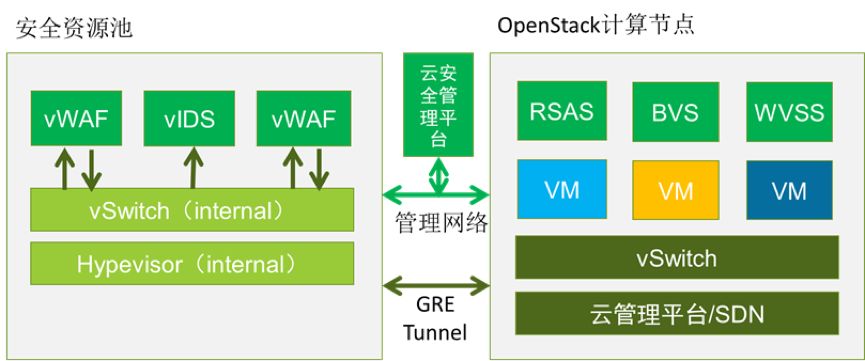 安全资源池
OpenStack计算节点
vWAF
vIDS
vWAF
云安
全管
理平
台
RSAS
BVS
WVSS
VM
VM
VM
vSwitch（internal）
管理网络
vSwitch
Hypevisor（internal）
GRE
Tunnel
云管理平台/SDN